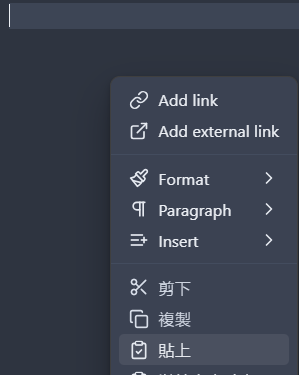 Add link
Add external link
Format
Paragraph
Insert
剪下
複製
貼上